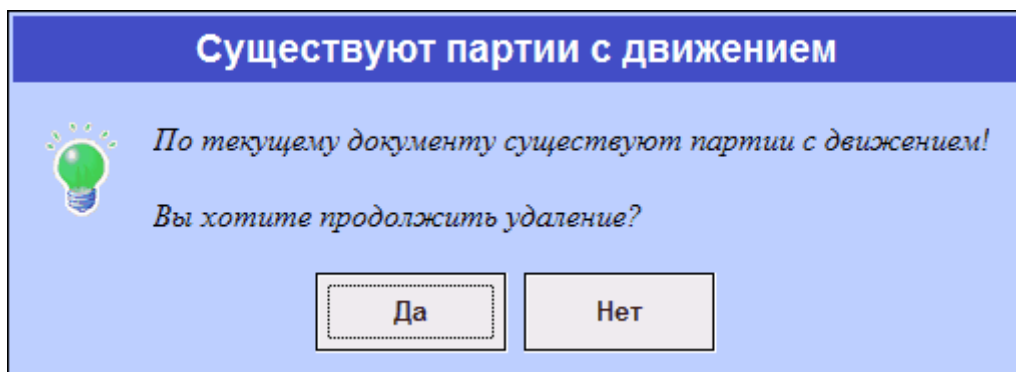 Существуют партии с движением
По текущему документу существуют партии с движением!
Вы хотите продолжить удаление?
Да
Нет